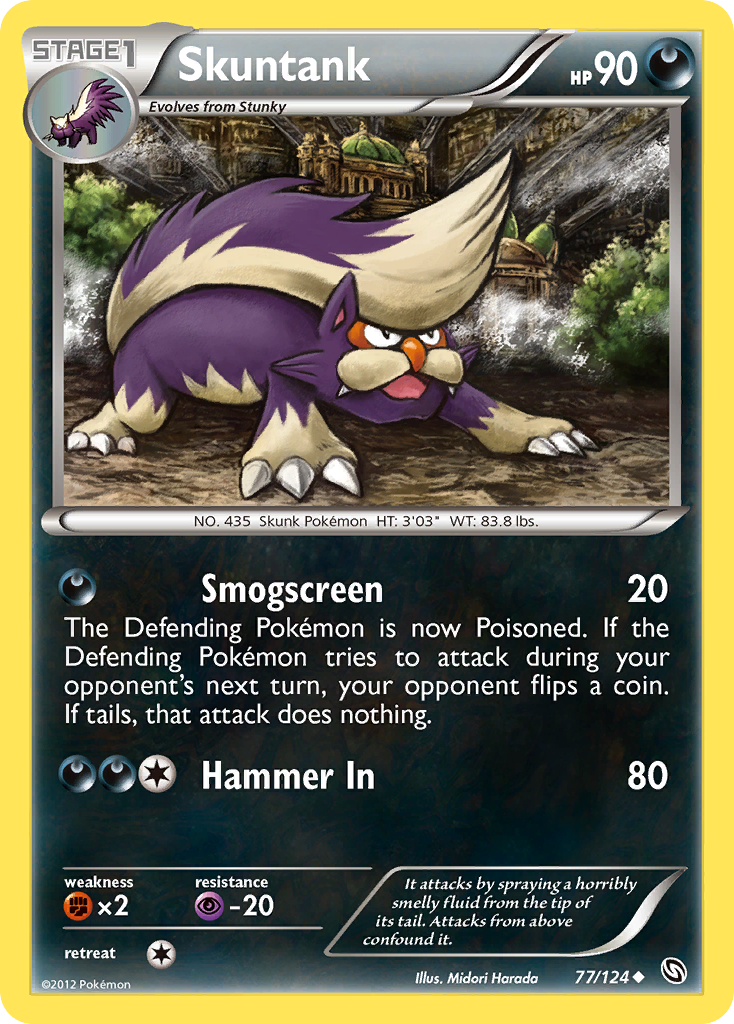 STAGE1
Skuntank
HP 90
Evolves from Stunky
NO. 435 Skunk Pokémon HT: 3'03" WT: 83.8 lbs.
Smogscreen 20
The Defending Pokémon is now Poisoned. If the
Defending Pokémon tries to attack during your
opponent's next turn, your opponent flips a coin.
If tails, that attack does nothing.
Hammer In 80
weakness
×2
resistance
-20
retreat
It attacks by spraying a horribly
smelly fluid from the tip of
its tail. Attacks from above
confound it.
©2012 Pokémon
Illus. Midori Harada
77/124